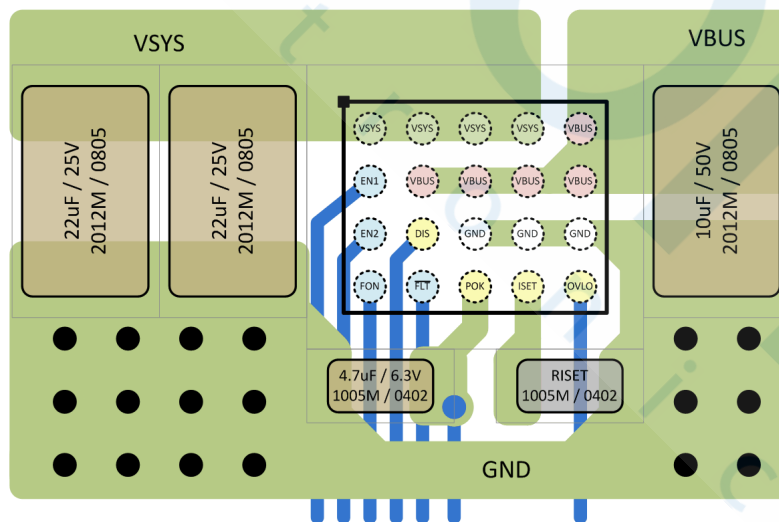 VSYS
VBUS
22uF / 25V
2012M / 0805
22uF / 25V
2012M / 0805
10uF / 50V
2012M / 0805
VSYS VSYS VSYS VSYS VBUS
EN1 VBUS VBUS VBUS VBUS
EN2 DIS GND GND GND
FON FLT POK ISET OVLO
4.7uF / 6.3V
1005M / 0402
RISET
1005M / 0402
GND